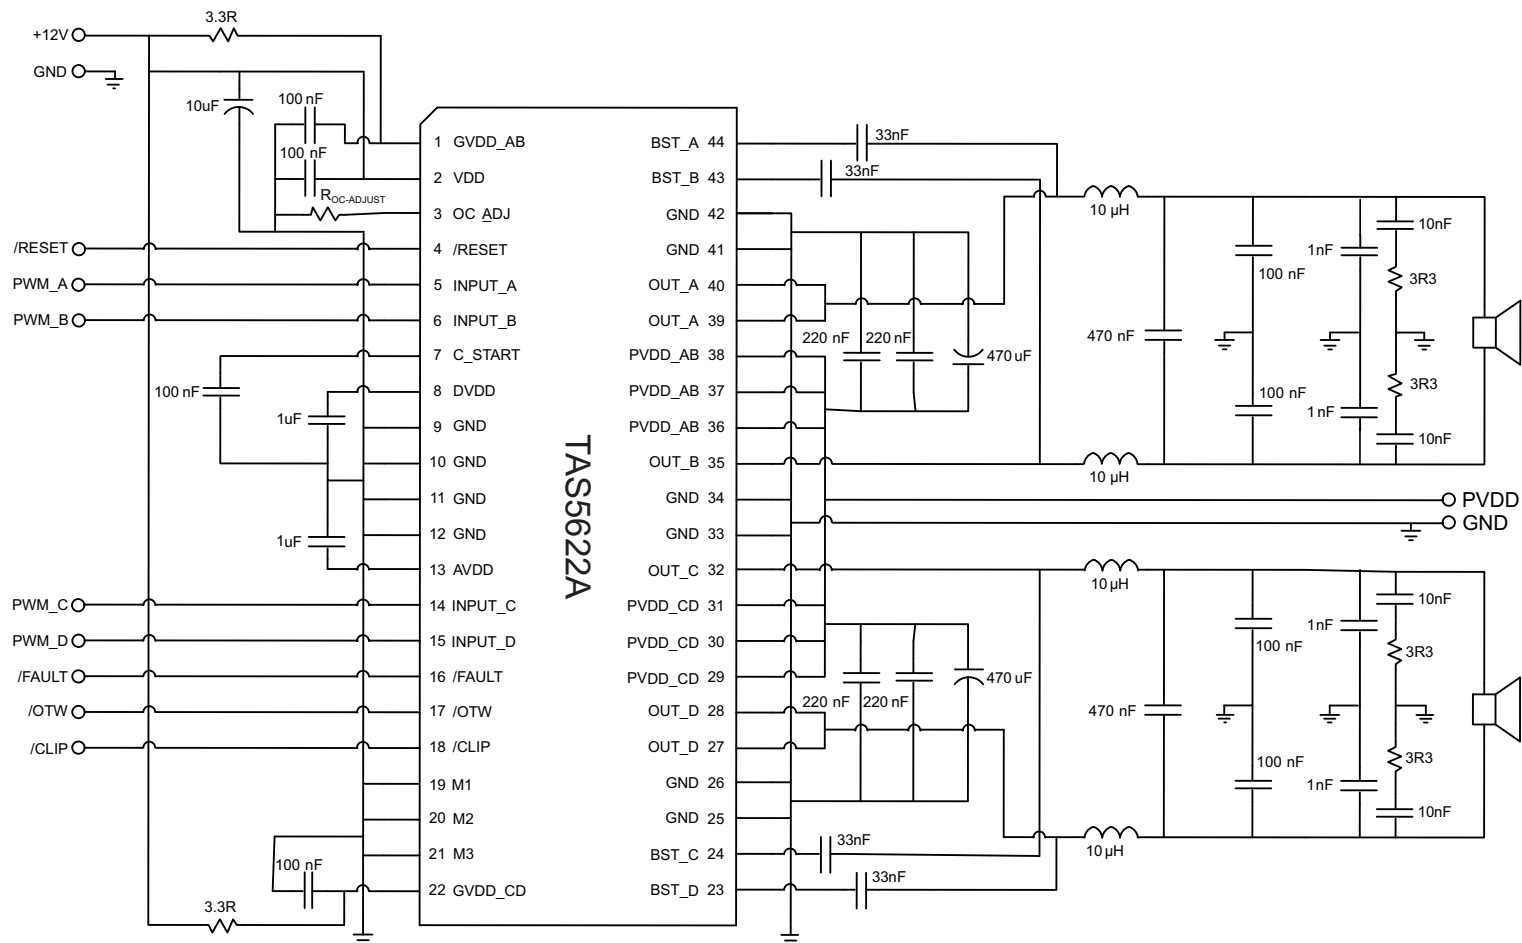 3.3R
+12V
GND
10uF
100 nF
100 nF
ROC-ADJUST
/RESET
PWM_A
PWM_B
100 nF
1uF
1uF
PWM_C
PWM_D
/FAULT
/OTW
/CLIP
100 nF
3.3R
1 GVDD_AB
2 VDD
3 OC_ADJ
4 /RESET
5 INPUT_A
6 INPUT_B
7 C_START
8 DVDD
9 GND
10 GND
11 GND
12 GND
13 AVDD
14 INPUT_C
15 INPUT_D
16 /FAULT
17 /OTW
18 /CLIP
19 M1
20 M2
21 M3
22 GVDD_CD
TAS5622A
BST_A 44
BST_B 43
GND 42
GND 41
OUT_A 40
OUT_A 39
PVDD_AB 38
PVDD_AB 37
PVDD_AB 36
OUT_B 35
GND 34
GND 33
OUT_C 32
PVDD_CD 31
PVDD_CD 30
PVDD_CD 29
OUT_D 28
OUT_D 27
GND 26
GND 25
BST_C 24
BST_D 23
33nF
33nF
220 nF
220 nF
470 uF
10 µH
10 µH
470 nF
100 nF
100 nF
1nF
1nF
10nF
3R3
3R3
10nF
PVDD
GND
220 nF
220 nF
470 uF
33nF
33nF
10 µH
10 µH
470 nF
100 nF
100 nF
1nF
1nF
10nF
3R3
3R3
10nF